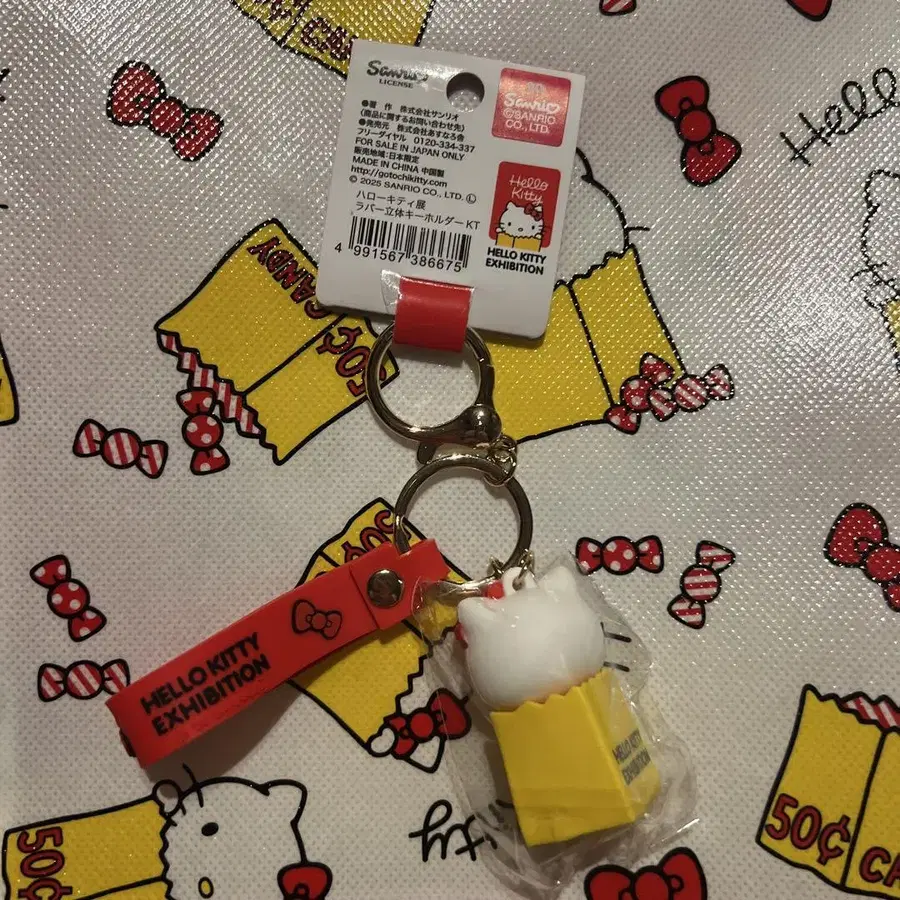 Sanrio
LICENSE
●著 作 株式会社サンリオ
(商品に関するお問い合わせ先)
●発売元 株式会社あすなろ舎
フリーダイヤル 0120-334-337
FOR SALE IN JAPAN ONLY
販売地域:日本限定
MADE IN CHINA 中国製
http://gotochikitty.com
© 2025 SANRIO CO., LTD. Ⓛ
ハローキティ展
ラバー立体キーホルダー KT
4 991567 386675
Sanrio
©SANRIO
CO., LTD.
Hello
Kitty
HELLO KITTY
EXHIBITION
HELLO KITTY
EXHIBITION
HELLO KITTY
EXHIBITION
Hello
CANDY
50¢
50¢
50¢
50¢